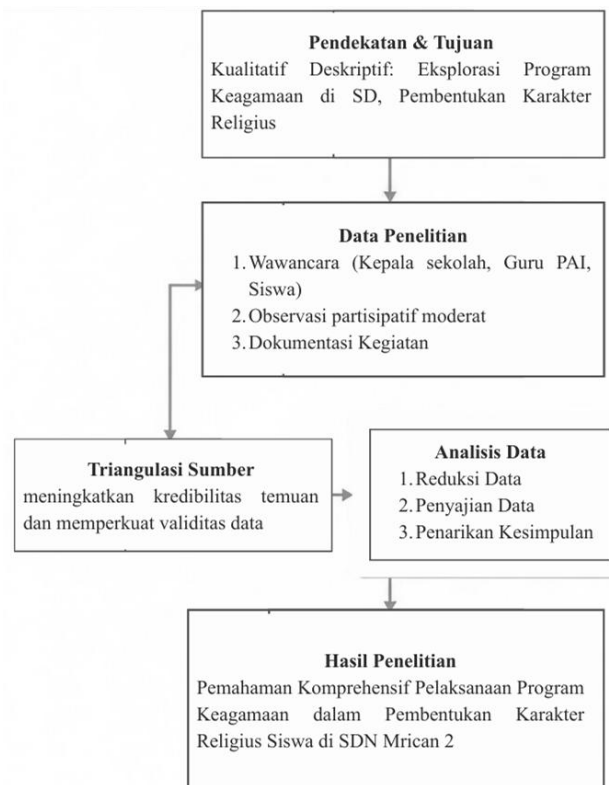 Pendekatan & Tujuan
Kualitatif Deskriptif: Eksplorasi Program
Keagamaan di SD, Pembentukan Karakter
Religius
Data Penelitian
1. Wawancara (Kepala sekolah, Guru PAI,
Siswa)
2. Observasi partisipatif moderat
3. Dokumentasi Kegiatan
Triangulasi Sumber
meningkatkan kredibilitas temuan
dan memperkuat validitas data
Analisis Data
1. Reduksi Data
2. Penyajian Data
3. Penarikan Kesimpulan
Hasil Penelitian
Pemahaman Komprehensif Pelaksanaan Program
Keagamaan dalam Pembentukan Karakter
Religius Siswa di SDN Mrican 2